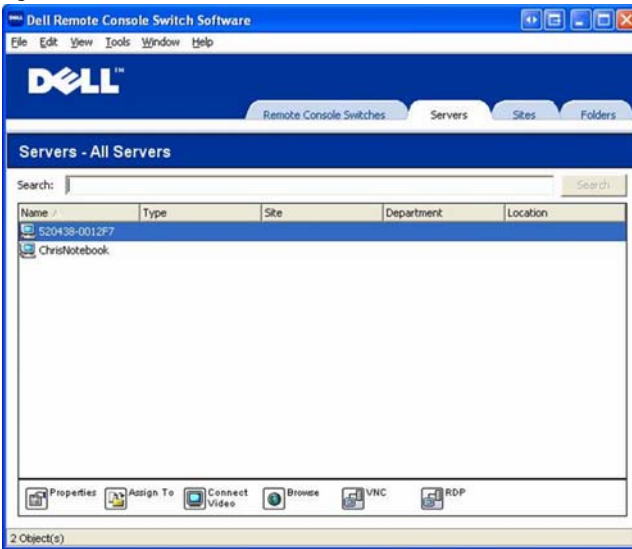 Dell Remote Console Switch Software
File Edit View Tools Window Help
DELL™
Remote Console Switches Servers Sites Folders
Servers - All Servers
Search: Search
Name Type Site Department Location
520438-0012F7
ChrisNotebook
Properties Assign To Connect Video Browse VNC RDP
2 Object(s)